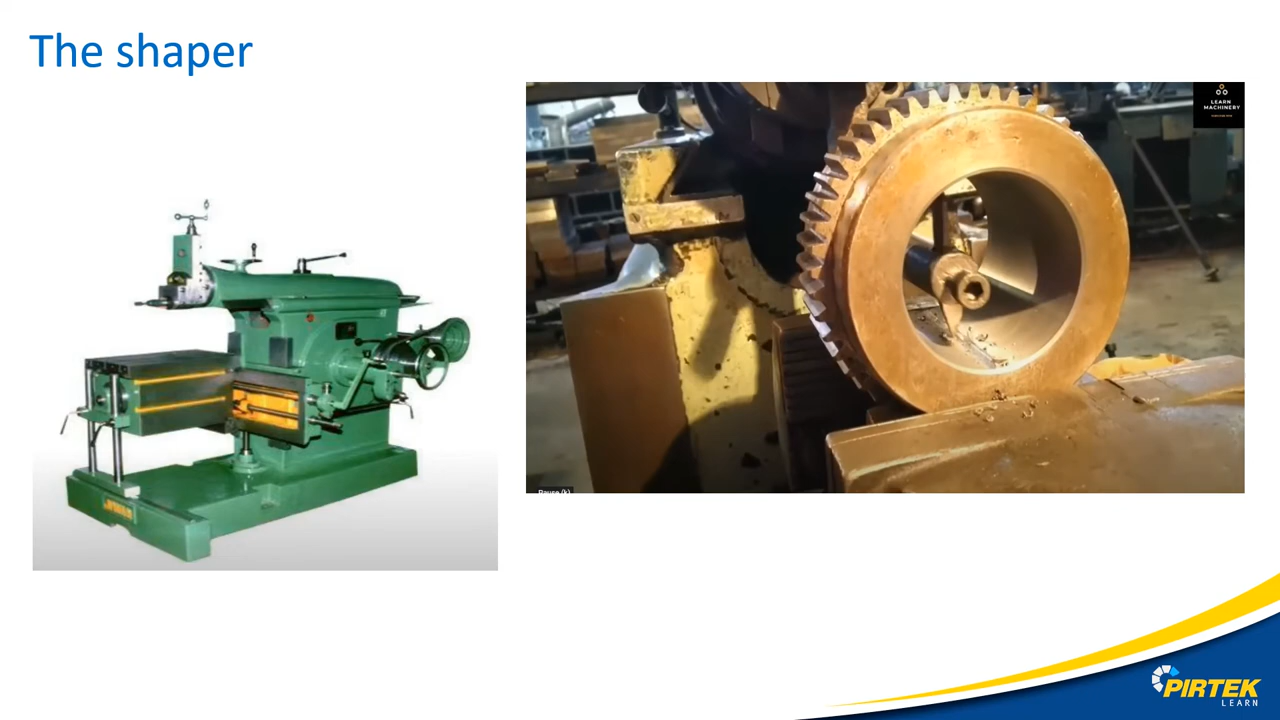 The shaper
LEARN
MACHINERY
Pause (k)
PIRTEK
LEARN